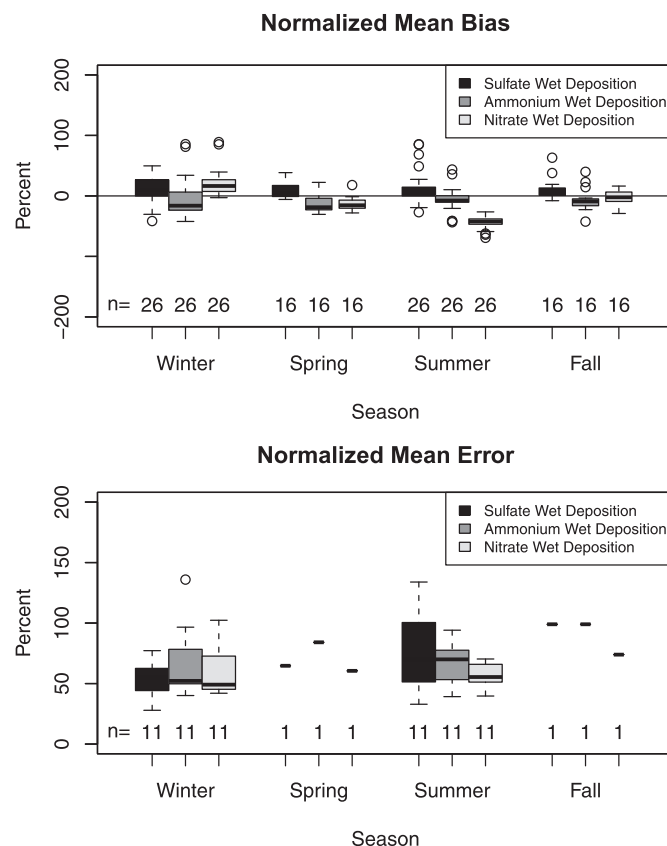 Normalized Mean Bias
Sulfate Wet Deposition
Ammonium Wet Deposition
Nitrate Wet Deposition
200
100
0
−200
Percent
n= 26 26 26 16 16 16 26 26 26 16 16 16
Winter Spring Summer Fall
Season
Normalized Mean Error
Sulfate Wet Deposition
Ammonium Wet Deposition
Nitrate Wet Deposition
200
150
100
50
0
Percent
n= 11 11 11 1 1 1 11 11 11 1 1 1
Winter Spring Summer Fall
Season